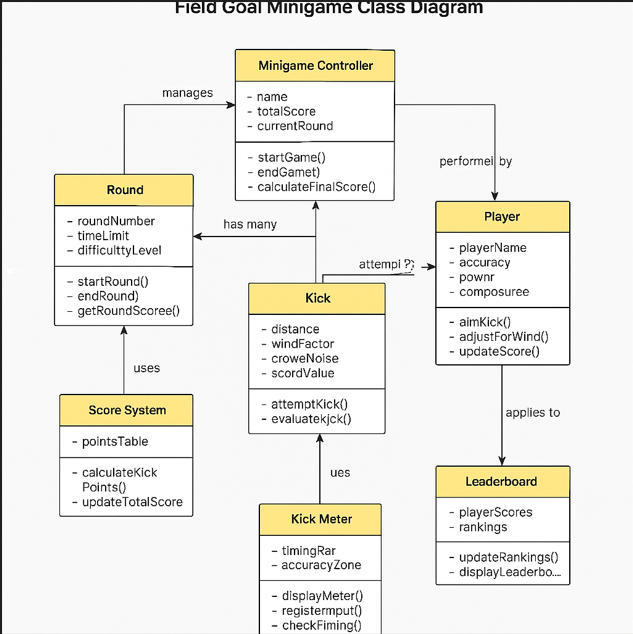 Field Goal Minigame Class Diagram
Minigame Controller
- name
- totalScore
- currentRound
- startGame()
- endGamet)
- calculateFinalScore()
manages
performel by
Round
- roundNumber
- timeLimit
- difficulttyLevel
- startRound()
- endRound)
- getRoundScoree()
has many
Player
- playerName
- accuracy
- pownr
- composuree
- aimKick()
- adjustForWind()
- updateScore()
attempi ?;
Kick
- distance
- windFactor
- croweNoise
- scordValue
- attemptKick()
- evaluatekjck()
uses
Score System
- pointsTable
- calculateKick
Points()
- updateTotalScore
ues
Kick Meter
- tımingRar
- accuracyZone
- displayMeter()
- registermput()
- checkFiming()
applies to
Leaderboard
- playerScores
- rankings
- updateRankings()
- displayLeaderbo...